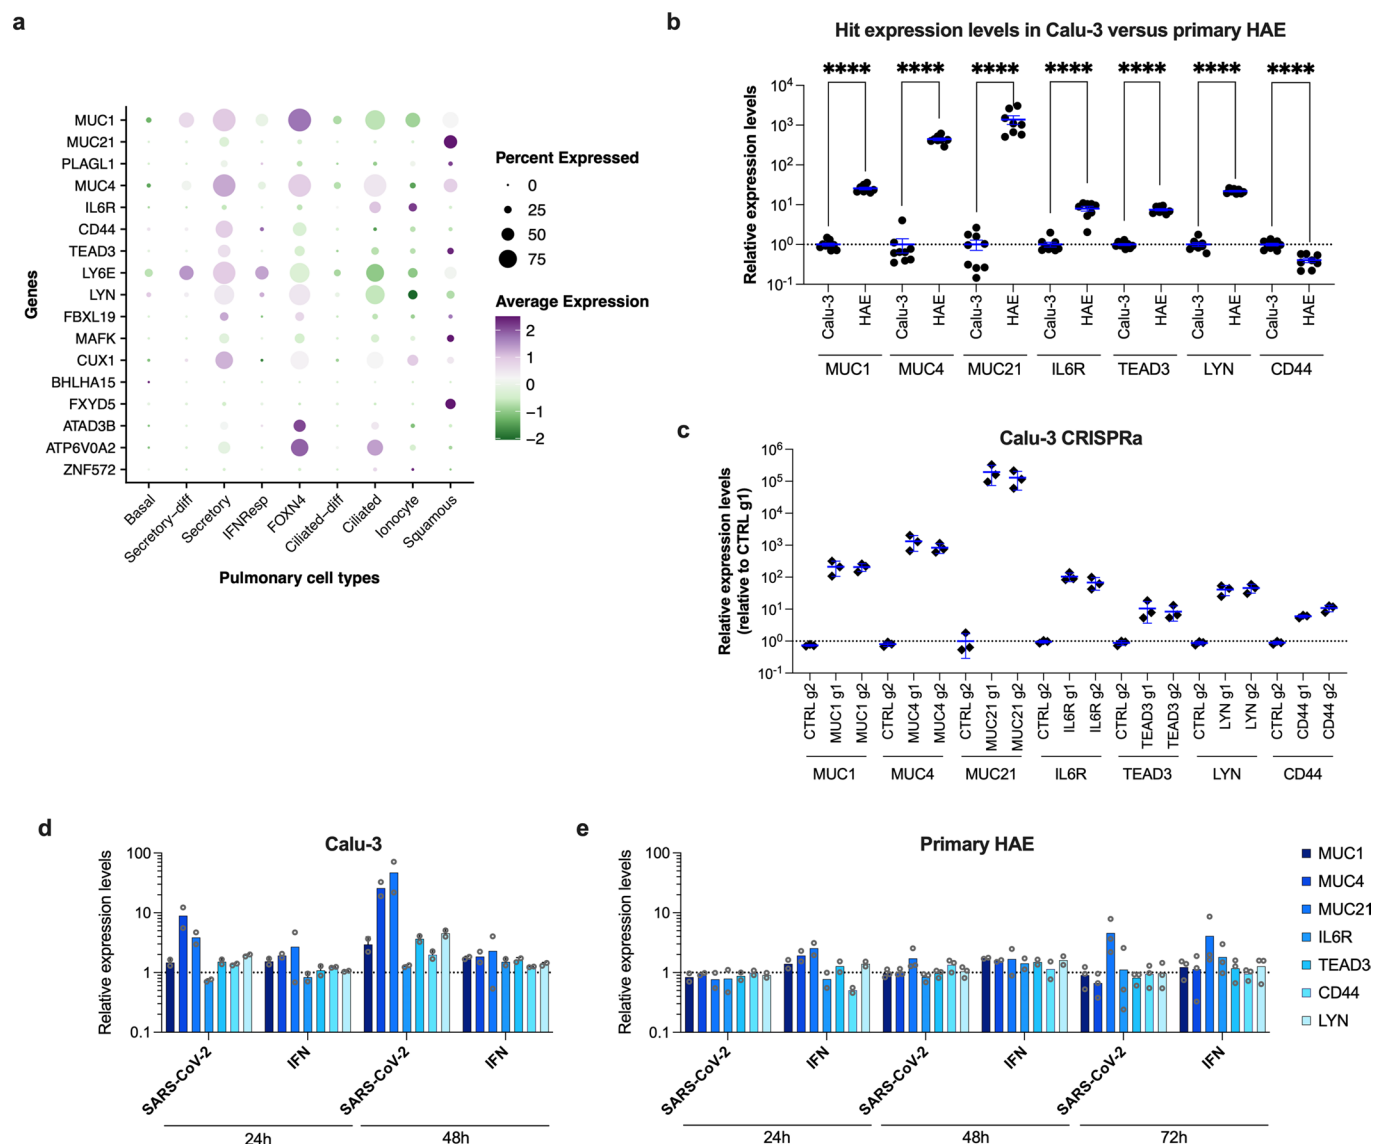 a
Genes
MUC1
MUC21
PLAGL1
MUC4
IL6R
CD44
TEAD3
LY6E
LYN
FBXL19
MAFK
CUX1
BHLHA15
FXYD5
ATAD3B
ATP6V0A2
ZNF572
Basal
Secretory-diff
Secretory
IFNResp
FOXN4
Ciliated-diff
Ciliated
Ionocyte
Squamous
Pulmonary cell types
Percent Expressed
0
25
50
75
Average Expression
2
1
0
−1
−2
b
Hit expression levels in Calu-3 versus primary HAE
Relative expression levels
10^4
10^3
10^2
10^1
10^0
10^-1
**** **** **** **** **** **** ****
Calu-3 HAE Calu-3 HAE Calu-3 HAE Calu-3 HAE Calu-3 HAE Calu-3 HAE Calu-3 HAE
MUC1 MUC4 MUC21 IL6R TEAD3 LYN CD44
c
Calu-3 CRISPRa
Relative expression levels
(relative to CTRL g1)
10^6
10^5
10^4
10^3
10^2
10^1
10^0
10^-1
CTRL g2 MUC1 g1 MUC1 g2 CTRL g2 MUC4 g1 MUC4 g2 CTRL g2 MUC21 g1 MUC21 g2 CTRL g2 IL6R g1 IL6R g2 CTRL g2 TEAD3 g1 TEAD3 g2 CTRL g2 LYN g1 LYN g2 CTRL g2 CD44 g1 CD44 g2
MUC1 MUC4 MUC21 IL6R TEAD3 LYN CD44
d
Calu-3
Relative expression levels
100
10
1
0.1
SARS-CoV-2 IFN SARS-CoV-2 IFN
24h 48h
e
Primary HAE
Relative expression levels
100
10
1
0.1
SARS-CoV-2 IFN SARS-CoV-2 IFN SARS-CoV-2 IFN
24h 48h 72h
MUC1
MUC4
MUC21
IL6R
TEAD3
CD44
LYN